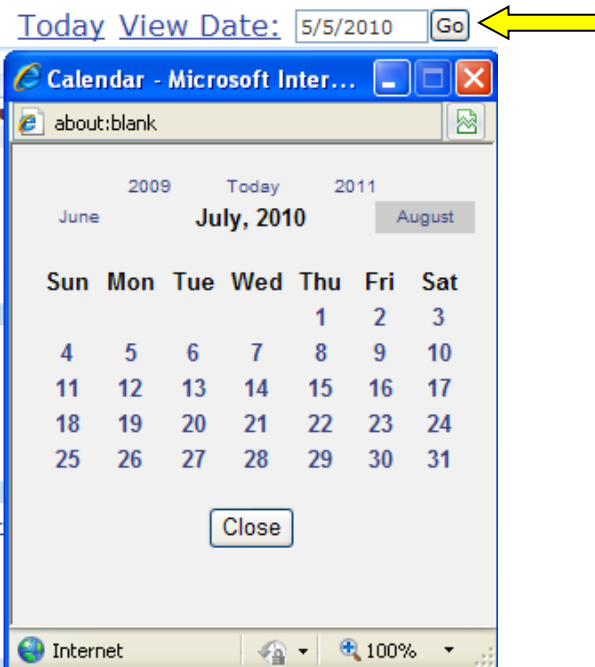 Today View Date: 5/5/2010 Go
Calendar - Microsoft Inter...
about:blank
2009 Today 2011
June July, 2010 August
Sun Mon Tue Wed Thu Fri Sat
1 2 3
4 5 6 7 8 9 10
11 12 13 14 15 16 17
18 19 20 21 22 23 24
25 26 27 28 29 30 31
Close
Internet 100%